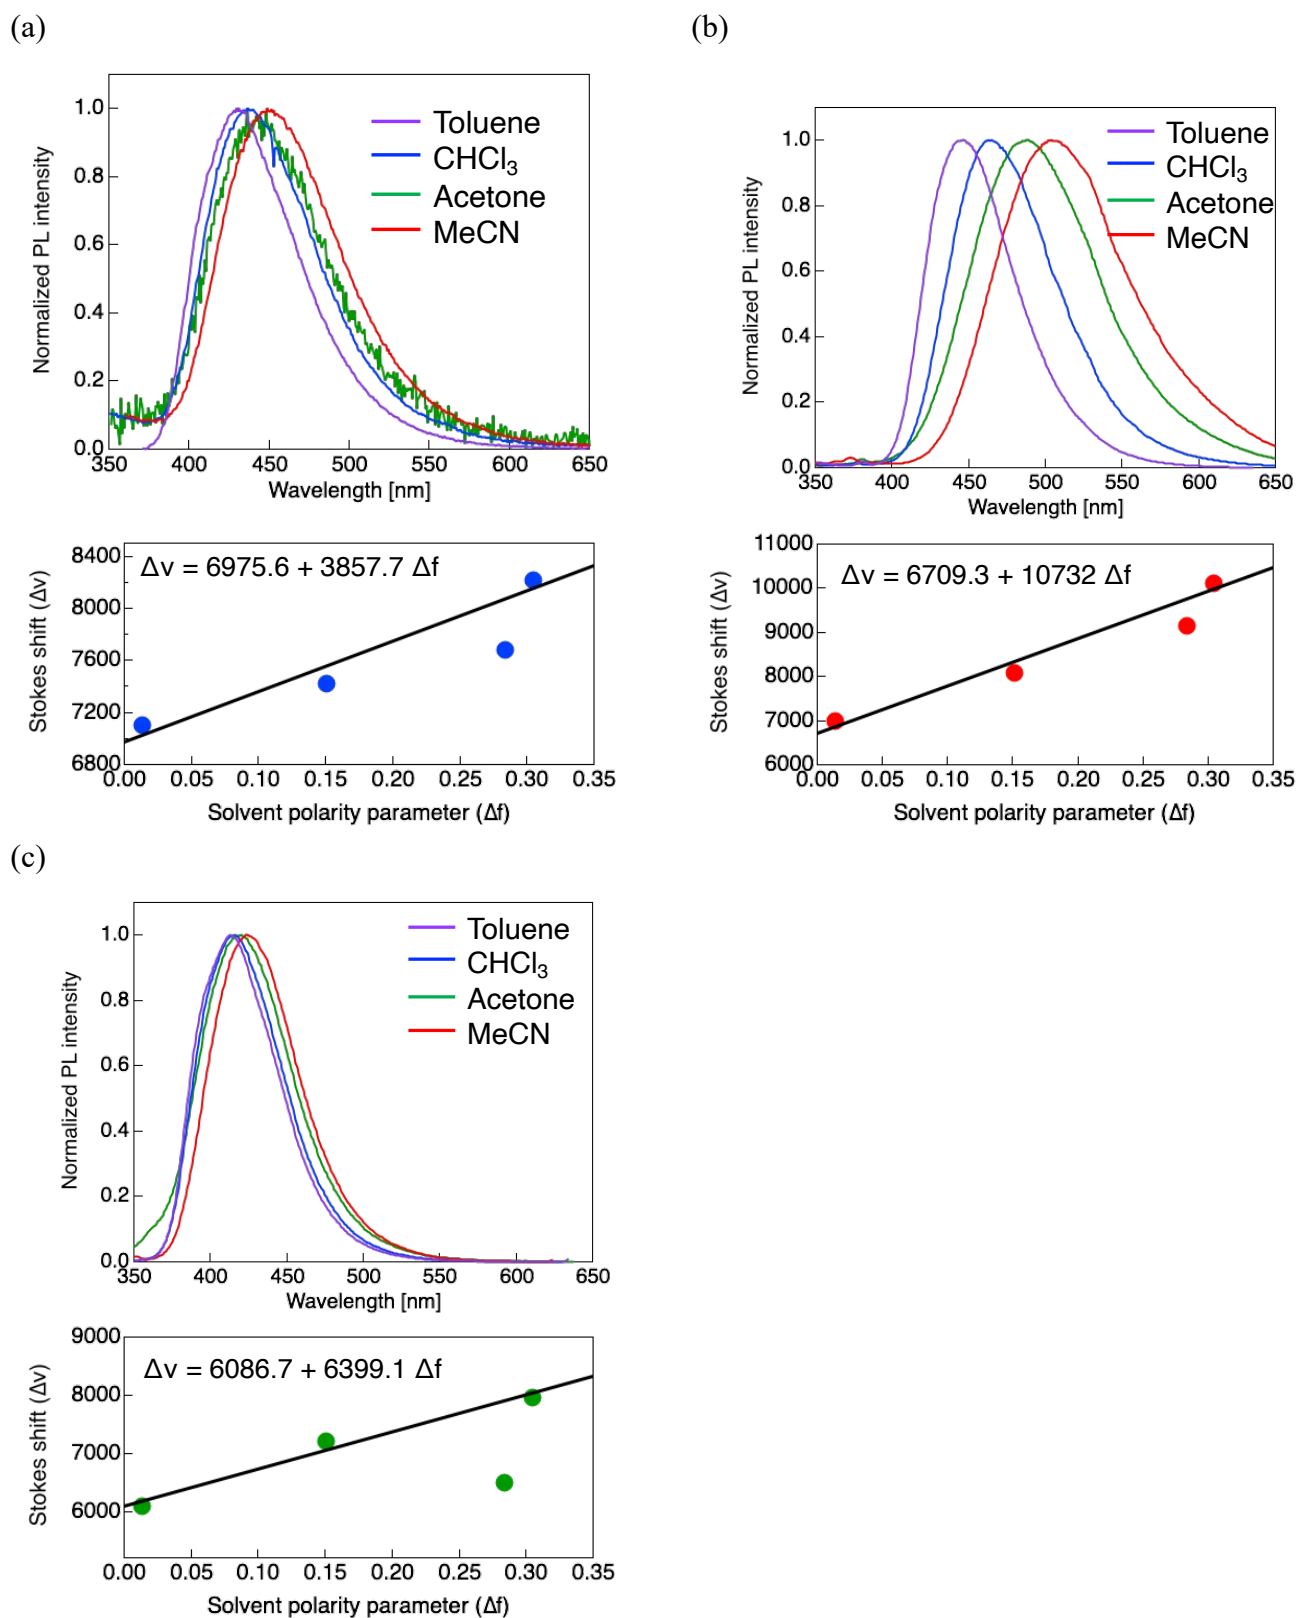 (a)
1.0
0.8
0.6
0.4
0.2
0.0
Normalized PL intensity
Toluene
CHCl₃
Acetone
MeCN
350 400 450 500 550 600 650
Wavelength [nm]
8400
8000
7600
7200
6800
Stokes shift (Δv)
Δv = 6975.6 + 3857.7 Δf
0.00 0.05 0.10 0.15 0.20 0.25 0.30 0.35
Solvent polarity parameter (Δf)
(b)
1.0
0.8
0.6
0.4
0.2
0.0
Normalized PL intensity
Toluene
CHCl₃
Acetone
MeCN
350 400 450 500 550 600 650
Wavelength [nm]
11000
10000
9000
8000
7000
6000
Stokes shift (Δv)
Δv = 6709.3 + 10732 Δf
0.00 0.05 0.10 0.15 0.20 0.25 0.30 0.35
Solvent polarity parameter (Δf)
(c)
1.0
0.8
0.6
0.4
0.2
0.0
Normalized PL intensity
Toluene
CHCl₃
Acetone
MeCN
350 400 450 500 550 600 650
Wavelength [nm]
9000
8000
7000
6000
Stokes shift (Δv)
Δv = 6086.7 + 6399.1 Δf
0.00 0.05 0.10 0.15 0.20 0.25 0.30 0.35
Solvent polarity parameter (Δf)